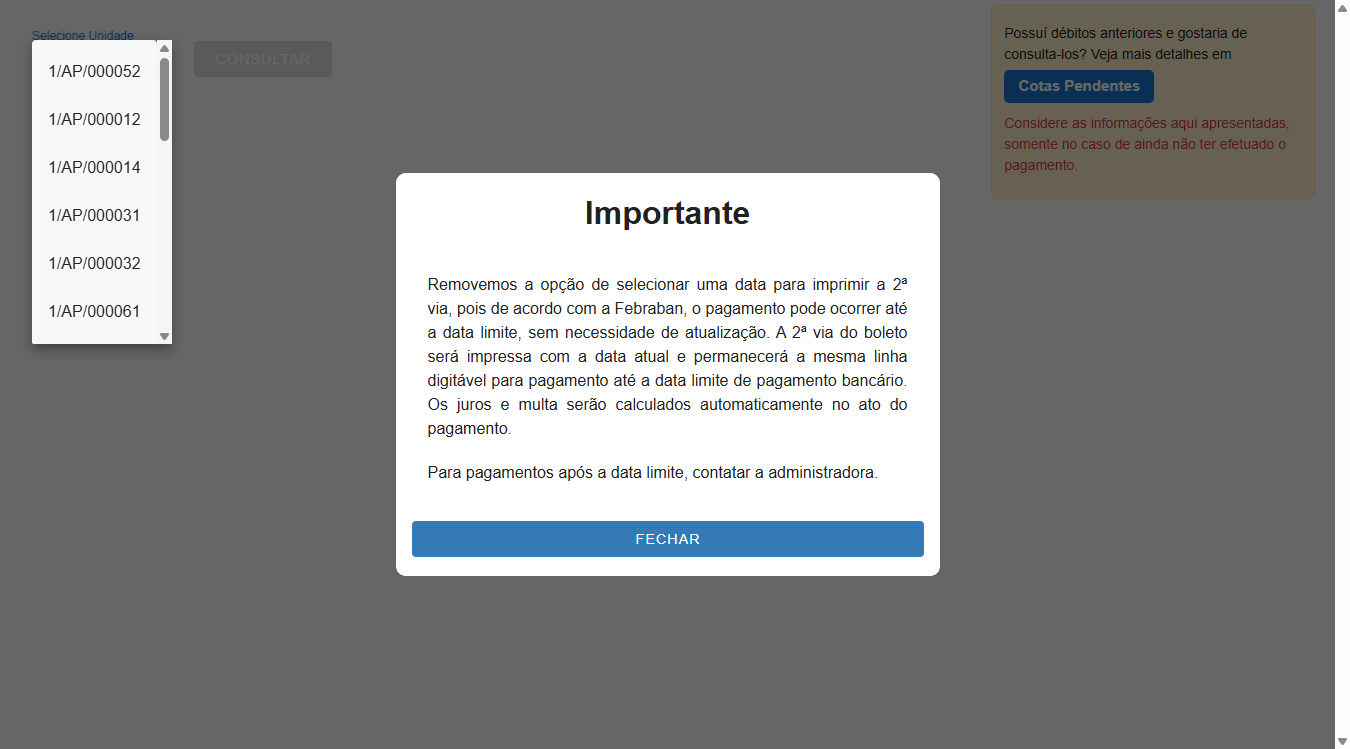 Selecione Unidade
1/AP/000052
1/AP/000012
1/AP/000014
1/AP/000031
1/AP/000032
1/AP/000061
CONSULTAR
Possuí débitos anteriores e gostaria de
consulta-los? Veja mais detalhes em
Cotas Pendentes
Considere as informações aqui apresentadas,
somente no caso de ainda não ter efetuado o
pagamento.
Importante
Removemos a opção de selecionar uma data para imprimir a 2ª
via, pois de acordo com a Febraban, o pagamento pode ocorrer até
a data limite, sem necessidade de atualização. A 2ª via do boleto
será impressa com a data atual e permanecerá a mesma linha
digitável para pagamento até a data limite de pagamento bancário.
Os juros e multa serão calculados automaticamente no ato do
pagamento.
Para pagamentos após a data limite, contatar a administradora.
FECHAR